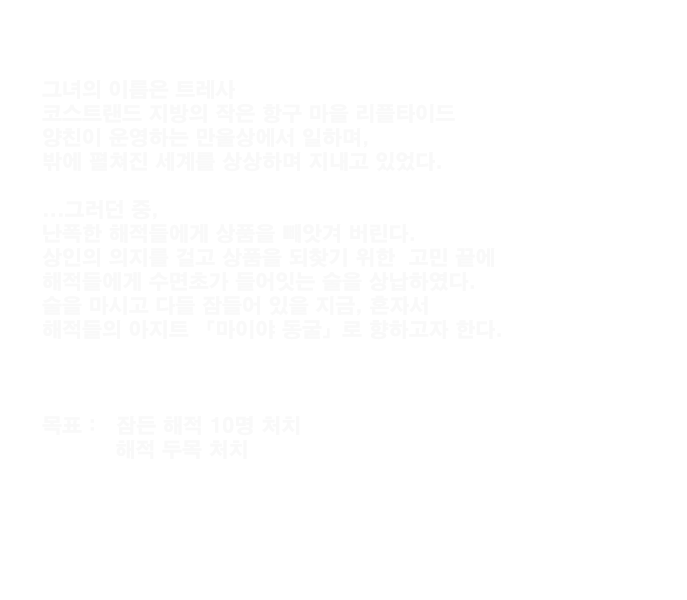 그녀의 이름은 트레사
코스트랜드 지방의 작은 항구 마을 리플타이드
양친이 운영하는 만물상에서 일하며,
밖에 펼쳐진 세계를 상상하며 지내고 있었다.
...그러던 중,
난폭한 해적들에게 상품을 빼앗겨 버린다.
상인의 의지를 걸고 상품을 되찾기 위한 고민 끝에
해적들에게 수면초가 들어있는 술을 상납하였다.
술을 마시고 다들 잠들어 있을 지금, 혼자서
해적들의 아지트 「마이야 동굴」로 향하고자 한다.
목표 : 잠든 해적 10명 처치
해적 두목 처치